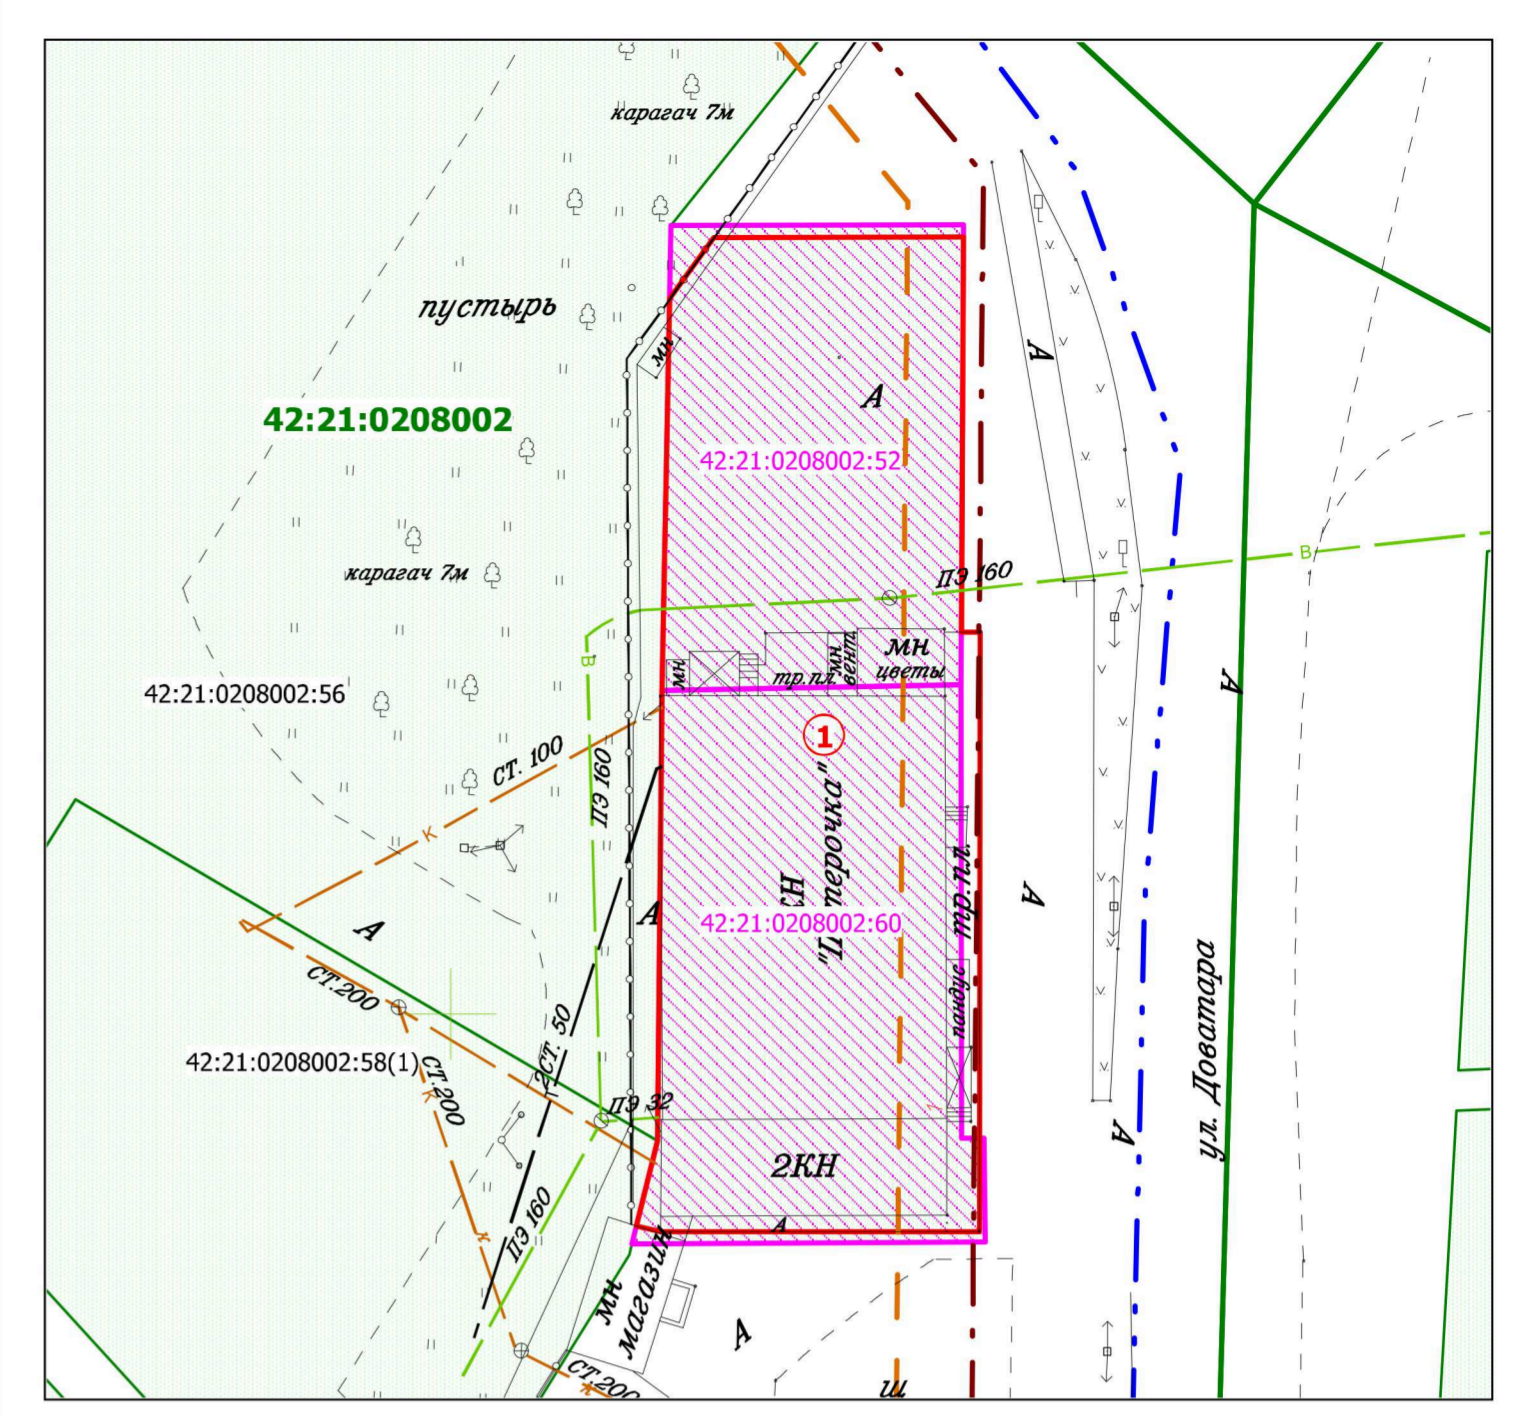 карагач 7м
пустырь
42:21:0208002
мн
А
А
42:21:0208002:52
карагач 7м
ПЭ 160
В
В
мн
мн
вент.
мн
цветы
тр.пл.
А
42:21:0208002:56
1
СТ. 100
К
ПЭ 160
"Пятерочка"
КН
тр.пл.
42:21:0208002:60
А
А
А
СТ.200
пандус
ул. Доватара
2СТ. 50
42:21:0208002:58(1)
СТ.200
К
Т
ПЭ 32
1
А
2КН
А
ПЭ 160
К
мн
магазин
А
СТ.200
К
Ш